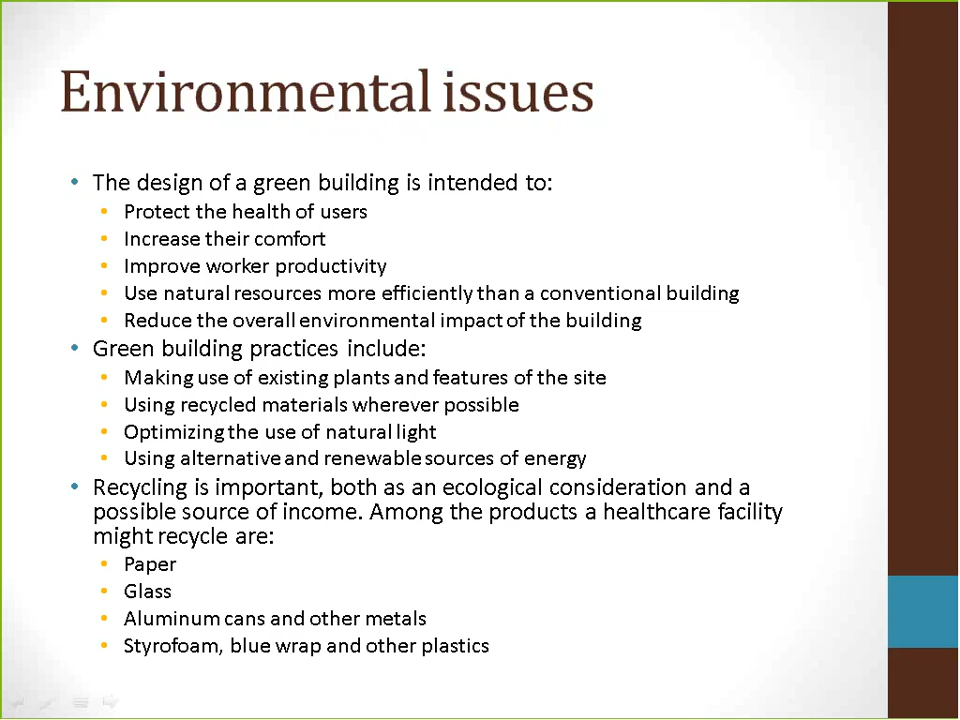 Environmental issues
• The design of a green building is intended to:
• Protect the health of users
• Increase their comfort
• Improve worker productivity
• Use natural resources more efficiently than a conventional building
• Reduce the overall environmental impact of the building
• Green building practices include:
• Making use of existing plants and features of the site
• Using recycled materials wherever possible
• Optimizing the use of natural light
• Using alternative and renewable sources of energy
• Recycling is important, both as an ecological consideration and a
possible source of income. Among the products a healthcare facility
might recycle are:
• Paper
• Glass
• Aluminum cans and other metals
• Styrofoam, blue wrap and other plastics